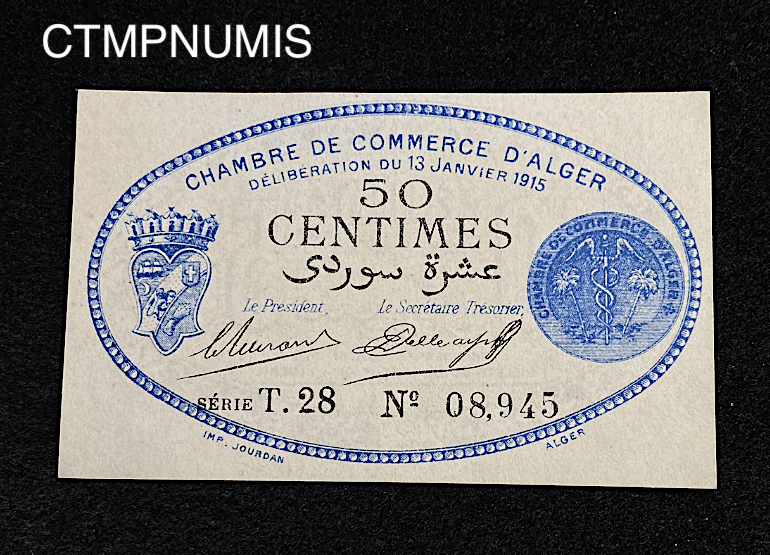 CTMPNUMIS
CHAMBRE DE COMMERCE D'ALGER
DÉLIBÉRATION DU 13 JANVIER 1915
50
CENTIMES
عشرة سوردى
CHAMBRE DE COMMERCE D'ALGER
Le Président,
Le Secrétaire Trésorier,
SÉRIE T.28 Nº 08,945
IMP. JOURDAN
ALGER